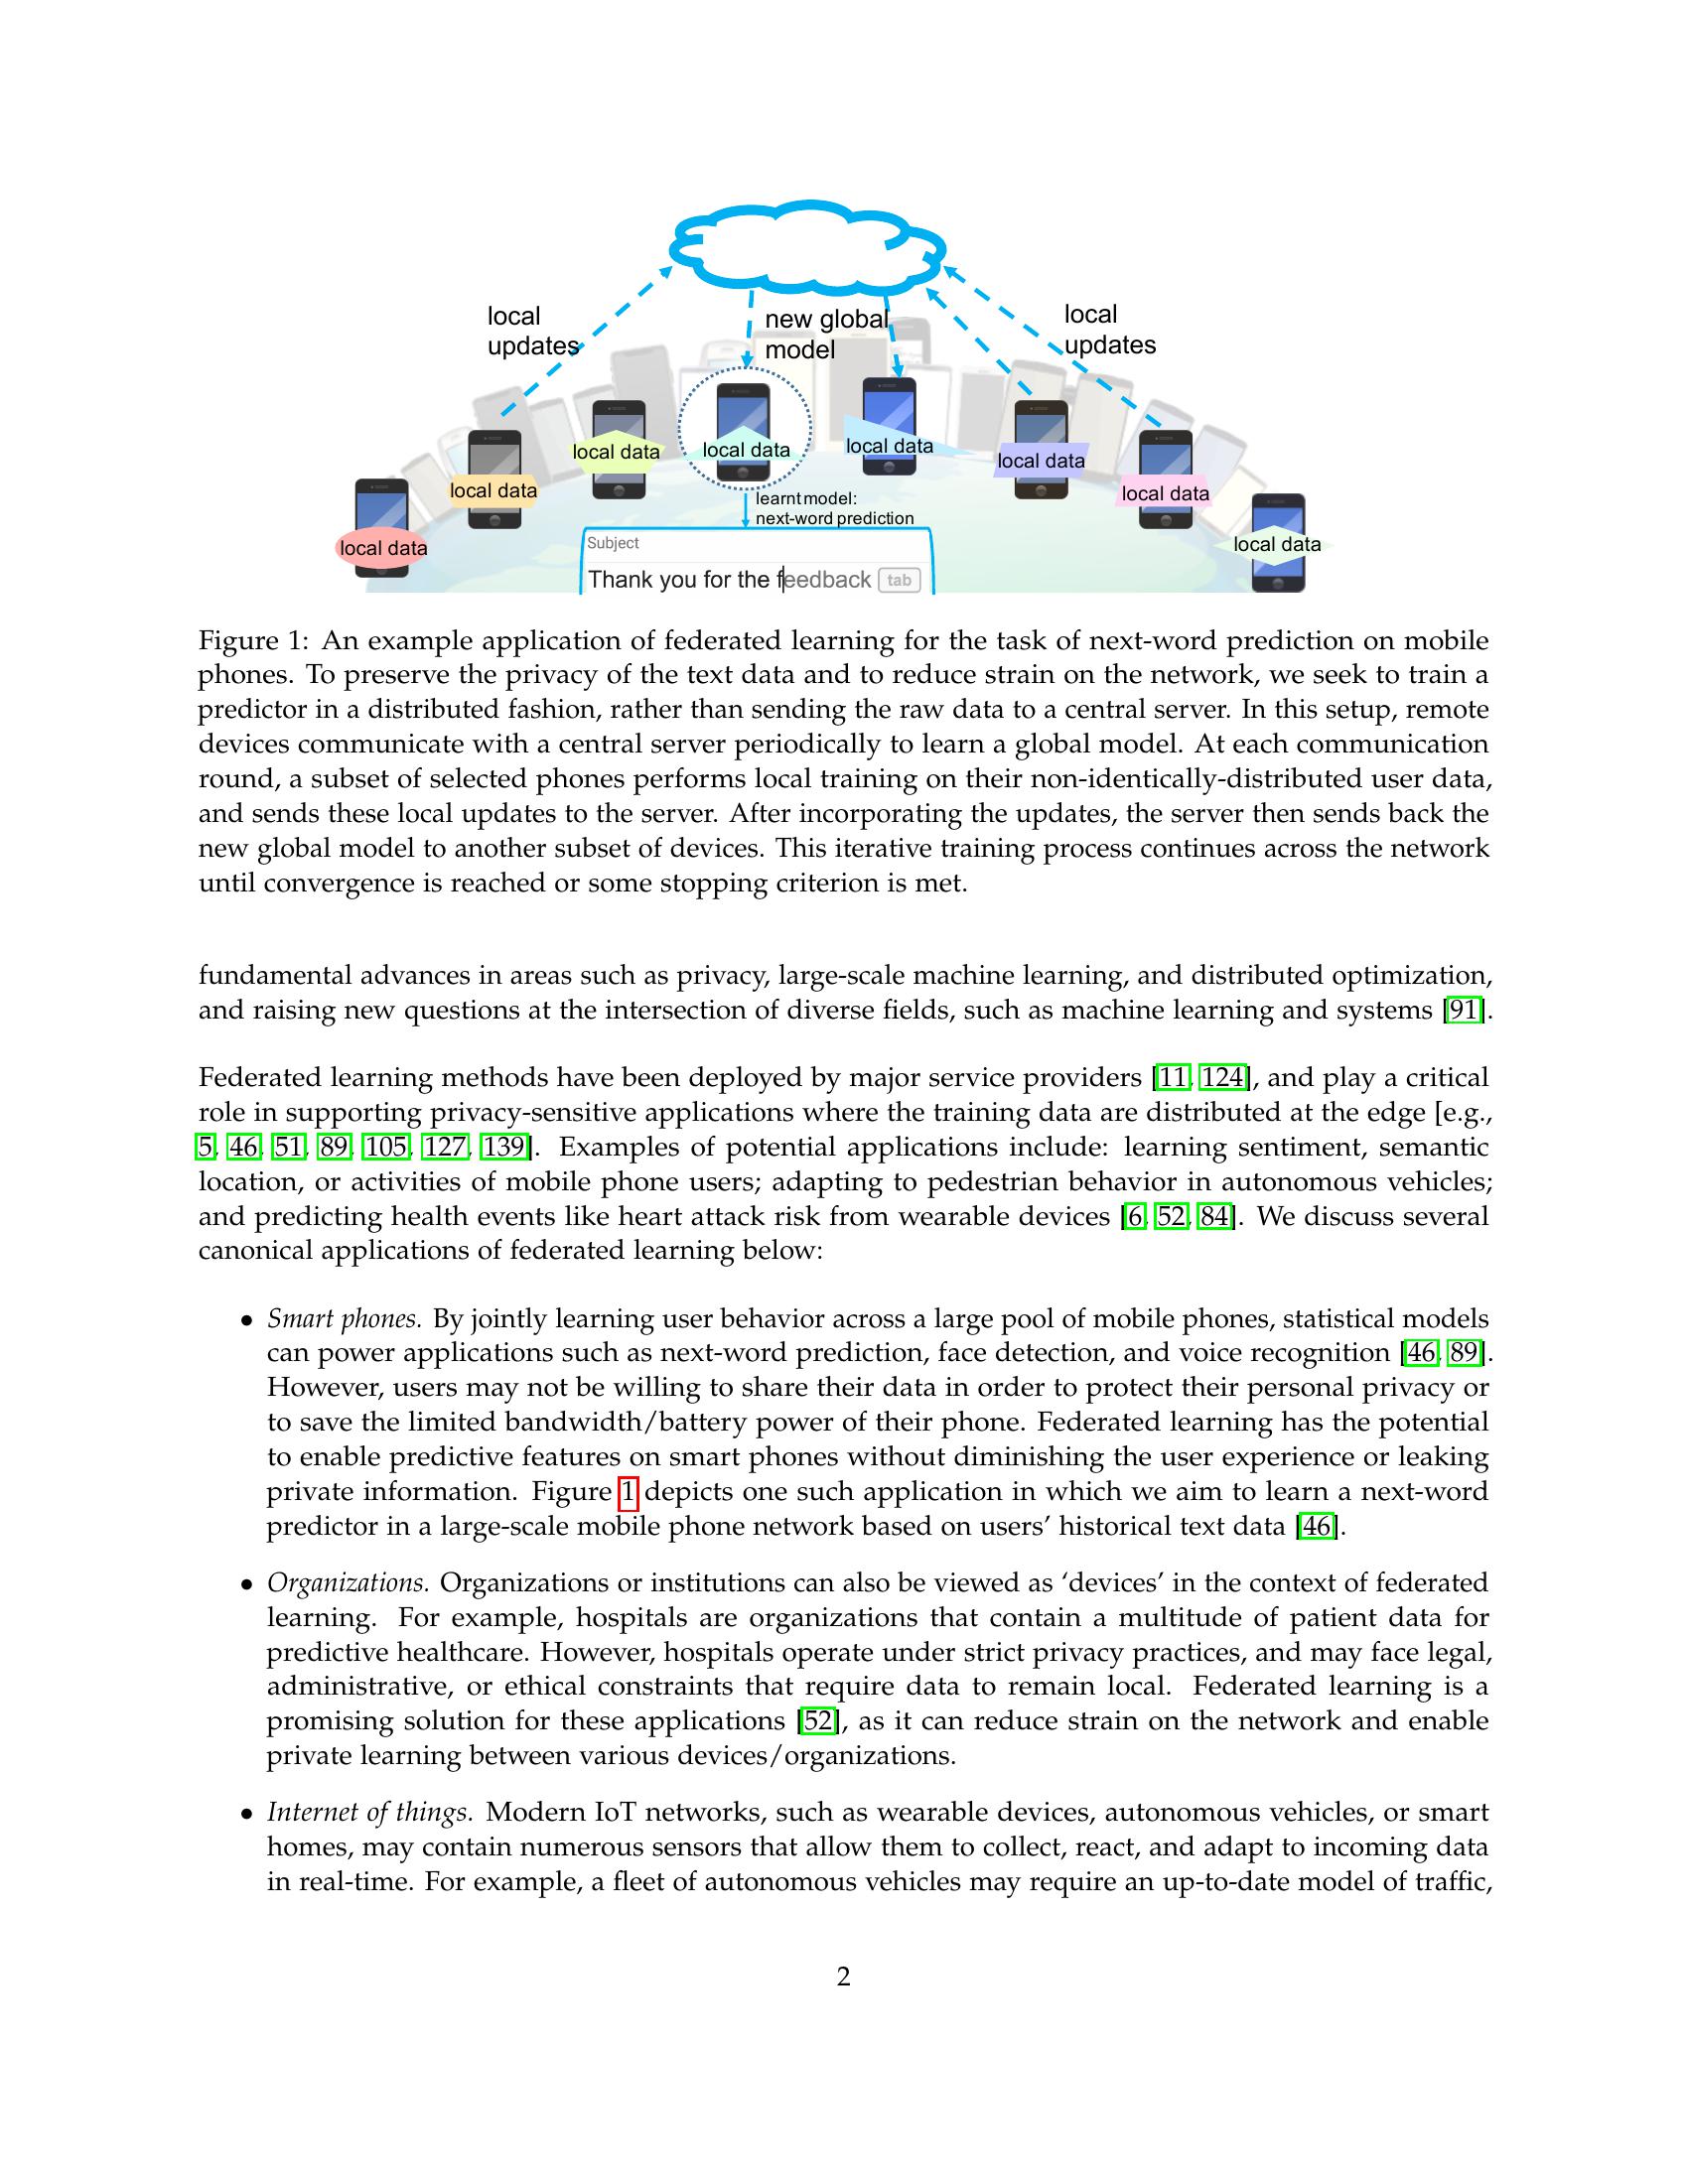 local
updates
new global
model
local
updates
local data
local data
local data
local data
local data
local data
local data
local data
learnt model:
next-word prediction
Subject
Thank you for the feedback tab
Figure 1: An example application of federated learning for the task of next-word prediction on mobile
phones. To preserve the privacy of the text data and to reduce strain on the network, we seek to train a
predictor in a distributed fashion, rather than sending the raw data to a central server. In this setup, remote
devices communicate with a central server periodically to learn a global model. At each communication
round, a subset of selected phones performs local training on their non-identically-distributed user data,
and sends these local updates to the server. After incorporating the updates, the server then sends back the
new global model to another subset of devices. This iterative training process continues across the network
until convergence is reached or some stopping criterion is met.
fundamental advances in areas such as privacy, large-scale machine learning, and distributed optimization,
and raising new questions at the intersection of diverse fields, such as machine learning and systems [91].
Federated learning methods have been deployed by major service providers [11, 124], and play a critical
role in supporting privacy-sensitive applications where the training data are distributed at the edge [e.g.,
5, 46, 51, 89, 105, 127, 139]. Examples of potential applications include: learning sentiment, semantic
location, or activities of mobile phone users; adapting to pedestrian behavior in autonomous vehicles;
and predicting health events like heart attack risk from wearable devices [6, 52, 84]. We discuss several
canonical applications of federated learning below:
• Smart phones. By jointly learning user behavior across a large pool of mobile phones, statistical models
can power applications such as next-word prediction, face detection, and voice recognition [46, 89].
However, users may not be willing to share their data in order to protect their personal privacy or
to save the limited bandwidth/battery power of their phone. Federated learning has the potential
to enable predictive features on smart phones without diminishing the user experience or leaking
private information. Figure 1 depicts one such application in which we aim to learn a next-word
predictor in a large-scale mobile phone network based on users' historical text data [46].
• Organizations. Organizations or institutions can also be viewed as 'devices' in the context of federated
learning. For example, hospitals are organizations that contain a multitude of patient data for
predictive healthcare. However, hospitals operate under strict privacy practices, and may face legal,
administrative, or ethical constraints that require data to remain local. Federated learning is a
promising solution for these applications [52], as it can reduce strain on the network and enable
private learning between various devices/organizations.
• Internet of things. Modern IoT networks, such as wearable devices, autonomous vehicles, or smart
homes, may contain numerous sensors that allow them to collect, react, and adapt to incoming data
in real-time. For example, a fleet of autonomous vehicles may require an up-to-date model of traffic,
2